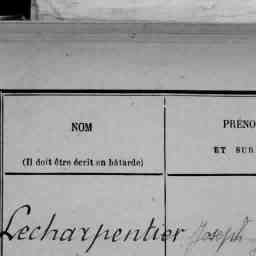 NOM
PRÉNO
(Il doit être écrit en bâtarde)
ET SUR
Lecharpentier Joseph